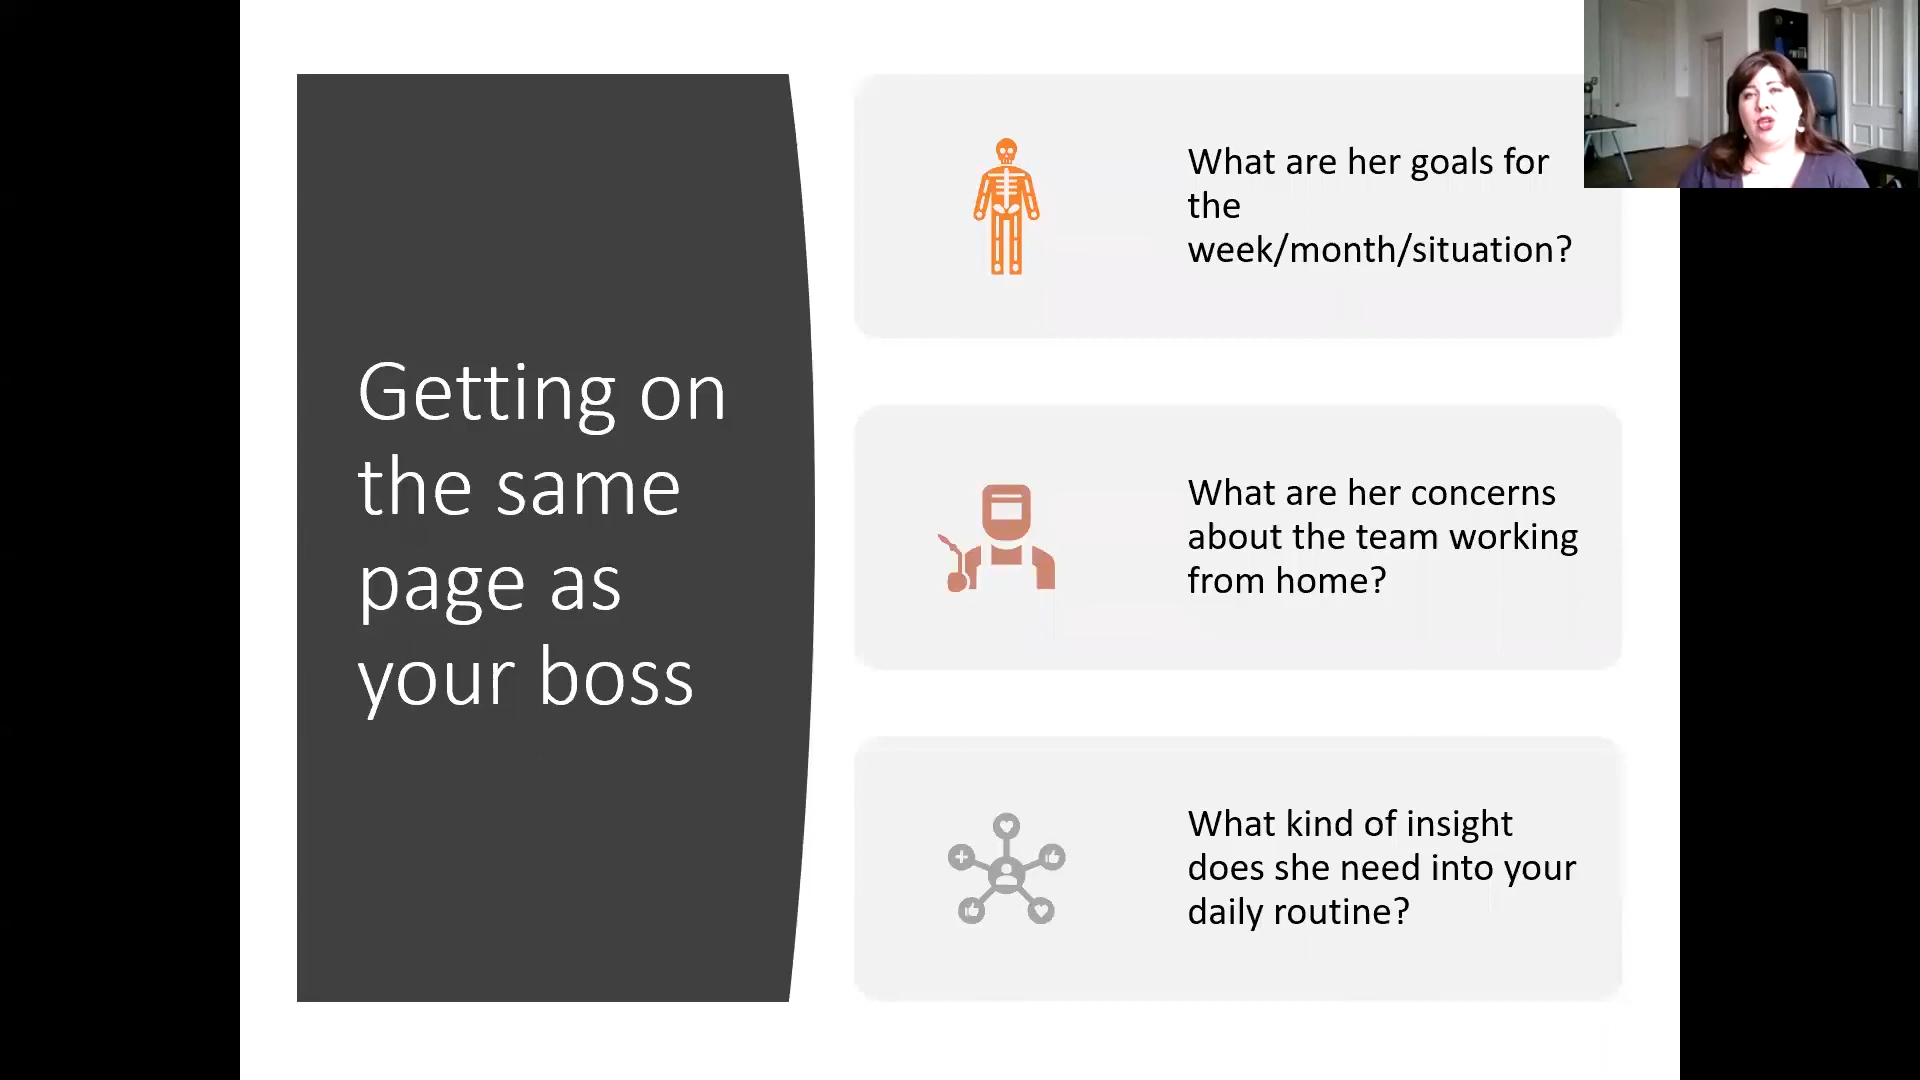 Getting on
the same
page as
your boss
What are her goals for
the
week/month/situation?
What are her concerns
about the team working
from home?
What kind of insight
does she need into your
daily routine?